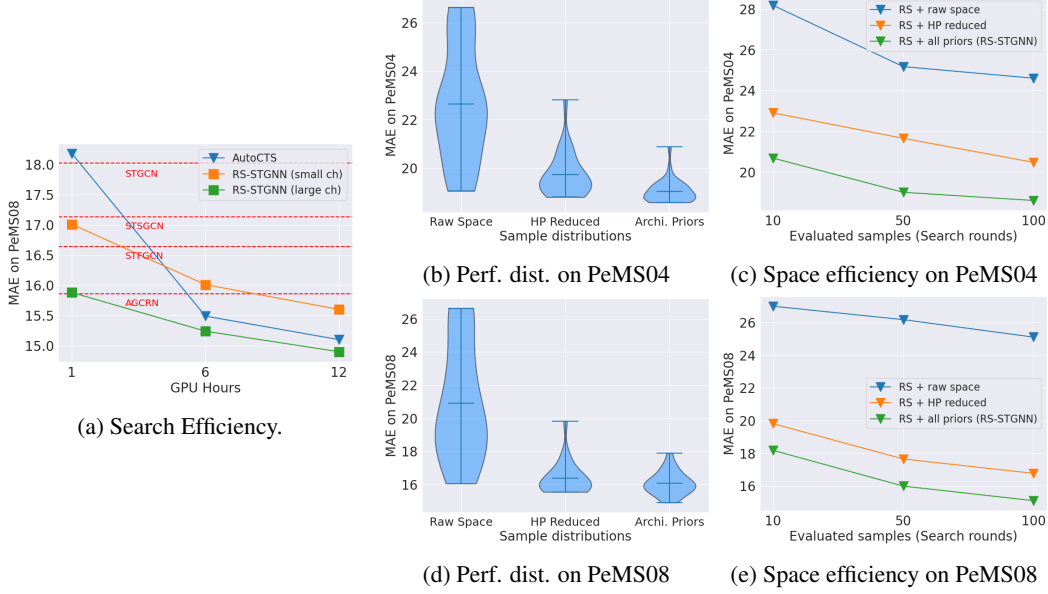 18.0
17.5
17.0
16.5
16.0
15.5
15.0
MAE on PeMS08
AutoCTS
RS-STGNN (small ch)
RS-STGNN (large ch)
STGCN
STSGCN
STFGCN
AGCRN
1
6
12
GPU Hours
(a) Search Efficiency.
26
24
22
20
MAE on PeMS04
Raw Space
HP Reduced
Archi. Priors
Sample distributions
(b) Perf. dist. on PeMS04
28
26
24
22
20
MAE on PeMS04
RS + raw space
RS + HP reduced
RS + all priors (RS-STGNN)
10
50
100
Evaluated samples (Search rounds)
(c) Space efficiency on PeMS04
26
24
22
20
18
16
MAE on PeMS08
Raw Space
HP Reduced
Archi. Priors
Sample distributions
(d) Perf. dist. on PeMS08
26
24
22
20
18
16
MAE on PeMS08
RS + raw space
RS + HP reduced
RS + all priors (RS-STGNN)
10
50
100
Evaluated samples (Search rounds)
(e) Space efficiency on PeMS08